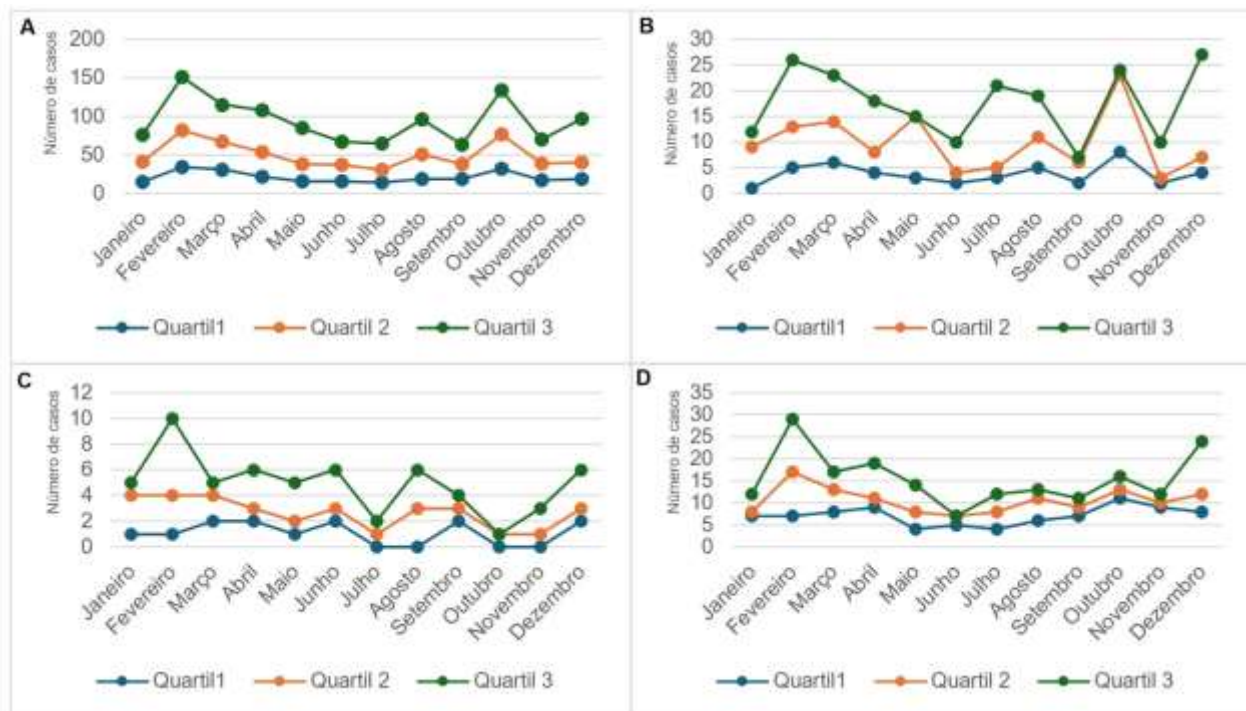 A
Número de casos
200
150
100
50
0
Janeiro
Fevereiro
Março
Abril
Maio
Junho
Julho
Agosto
Setembro
Outubro
Novembro
Dezembro
Quartil1 Quartil 2 Quartil 3
B
Número de casos
30
25
20
15
10
5
0
Janeiro
Fevereiro
Março
Abril
Maio
Junho
Julho
Agosto
Setembro
Outubro
Novembro
Dezembro
Quartil1 Quartil 2 Quartil 3
C
Número de casos
12
10
8
6
4
2
0
Janeiro
Fevereiro
Março
Abril
Maio
Junho
Julho
Agosto
Setembro
Outubro
Novembro
Dezembro
Quartil1 Quartil 2 Quartil 3
D
Número de casos
35
30
25
20
15
10
5
0
Janeiro
Fevereiro
Março
Abril
Maio
Junho
Julho
Agosto
Setembro
Outubro
Novembro
Dezembro
Quartil1 Quartil 2 Quartil 3